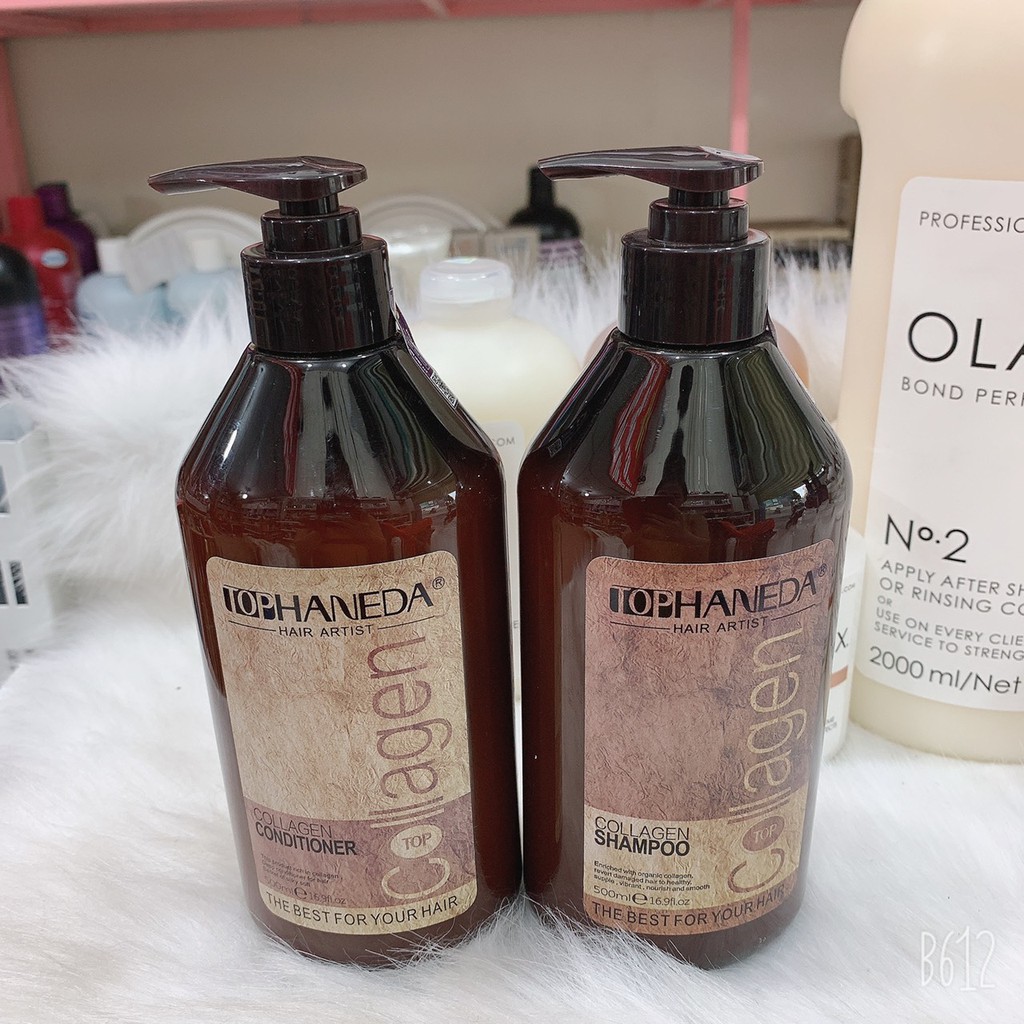 TOPHANEDA®
HAIR ARTIST
Collagen
TOP
COLLAGEN
CONDITIONER
16.9fl.oz
THE BEST FOR YOUR HAIR
TOPHANEDA®
HAIR ARTIST
Collagen
TOP
COLLAGEN
SHAMPOO
Enriched with organic collagen,
revert damaged hair to healthy,
supple , vibrant , nourish and smooth
500ml e 16.9fl.oz
THE BEST FOR YOUR HAIR
PROFESSIO
OLA
BOND PER
Nº.2
APPLY AFTER SH
OR RINSING CO
OR
USE ON EVERY CLIE
SERVICE TO STRENG
2000 ml/Net
X.
B612